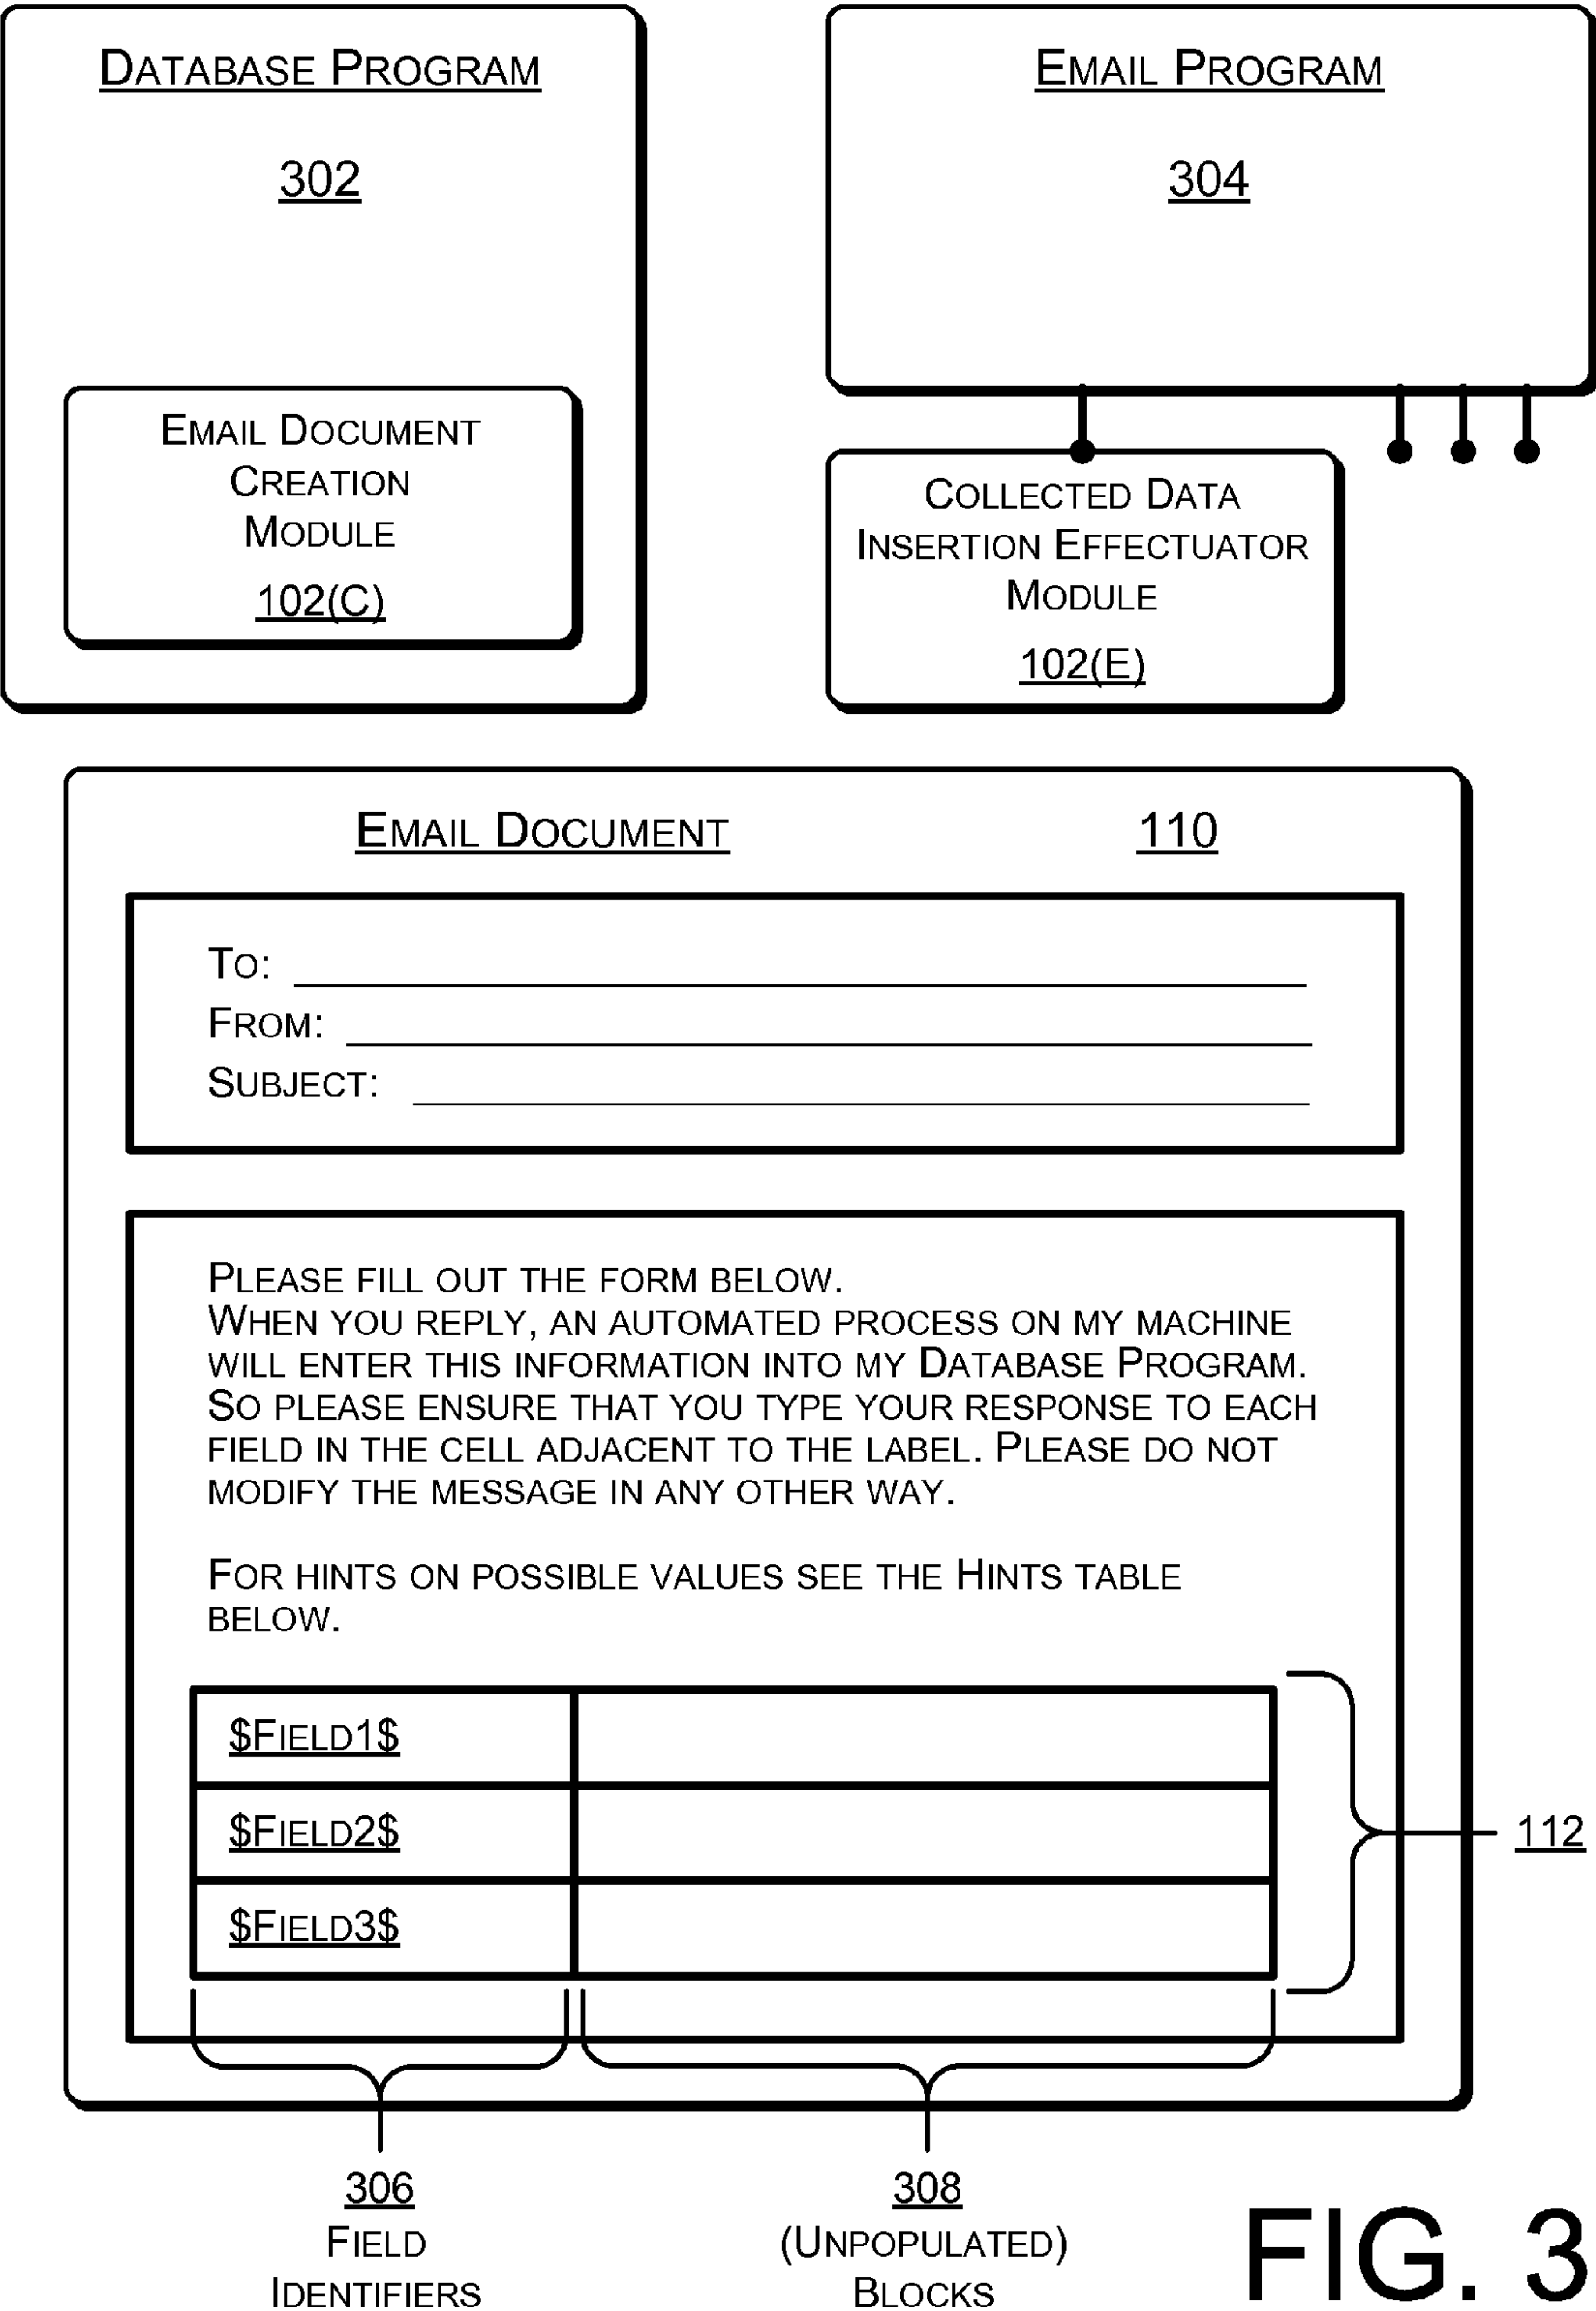 DATABASE PROGRAM
302
EMAIL DOCUMENT
CREATION
MODULE
102(C)
EMAIL PROGRAM
304
COLLECTED DATA
INSERTION EFFECTUATOR
MODULE
102(E)
EMAIL DOCUMENT 110
TO:
FROM:
SUBJECT:
PLEASE FILL OUT THE FORM BELOW.
WHEN YOU REPLY, AN AUTOMATED PROCESS ON MY MACHINE
WILL ENTER THIS INFORMATION INTO MY DATABASE PROGRAM.
SO PLEASE ENSURE THAT YOU TYPE YOUR RESPONSE TO EACH
FIELD IN THE CELL ADJACENT TO THE LABEL. PLEASE DO NOT
MODIFY THE MESSAGE IN ANY OTHER WAY.
FOR HINTS ON POSSIBLE VALUES SEE THE HINTS TABLE
BELOW.
$FIELD1$
$FIELD2$
$FIELD3$
112
306
FIELD
IDENTIFIERS
308
(UNPOPULATED)
BLOCKS
FIG. 3